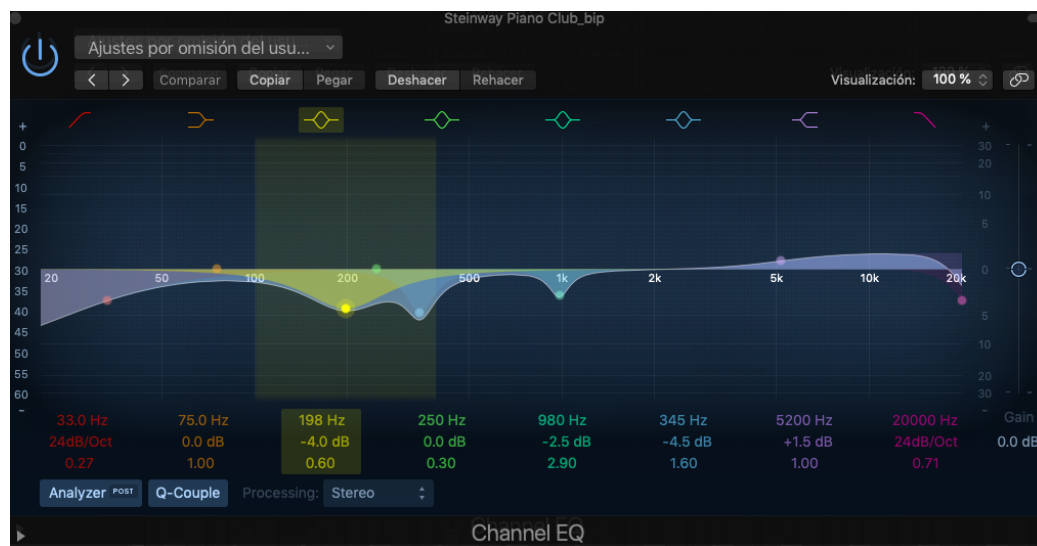 Steinway Piano Club_bip
Ajustes por omisión del usu...
Comparar Copiar Pegar Deshacer Rehacer Visualización: 100 %
+ +
0 30
5 20
10 10
15
20 5
25
30 0
20 50 100 200 500 1k 2k 5k 10k 20k
35
40
45 5
50 10
55 20
60 30
- -
33.0 Hz 75.0 Hz 198 Hz 250 Hz 980 Hz 345 Hz 5200 Hz 20000 Hz Gain
24dB/Oct 0.0 dB -4.0 dB 0.0 dB -2.5 dB -4.5 dB +1.5 dB 24dB/Oct 0.0 dB
0.27 1.00 0.60 0.30 2.90 1.60 1.00 0.71
Analyzer POST Q-Couple Processing: Stereo
Channel EQ